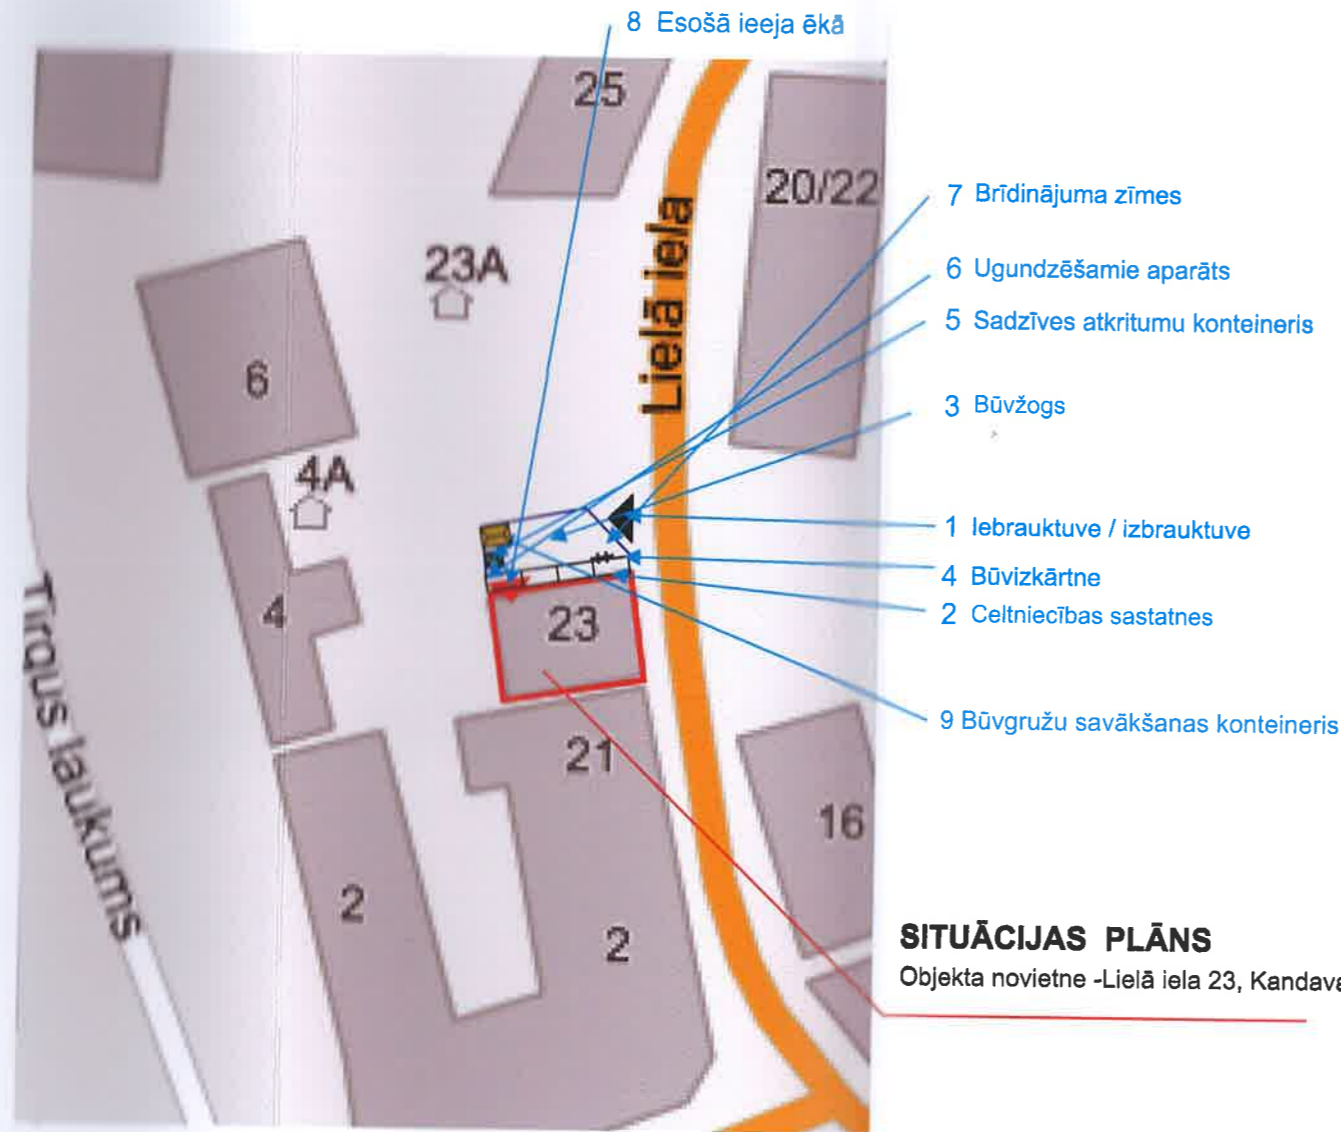 8 Esošā ieeja ēkā
25
20/22
7 Brīdinājuma zīmes
23A
6 Ugundzēšamie aparāts
5 Sadzīves atkritumu konteineris
Lielā iela
6
3 Būvžogs
4A
1 Iebrauktuve / izbrauktuve
4 Būvizkārtne
4
23
2 Celtniecības sastatnes
Tirgus laukums
9 Būvgružu savākšanas konteineris
21
16
2
2
SITUĀCIJAS PLĀNS
Objekta novietne -Lielā iela 23, Kandava